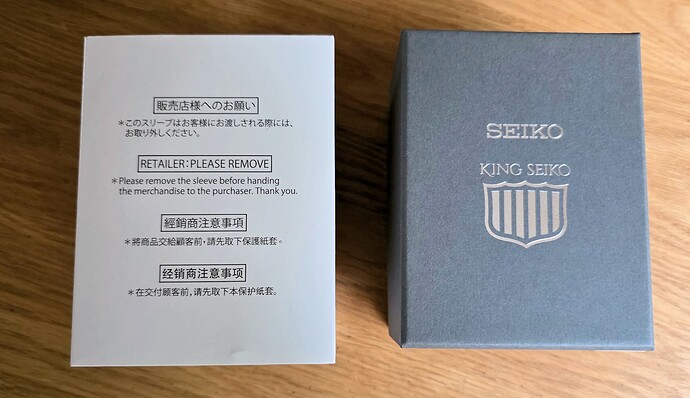 販売店様へのお願い
＊このスリーブはお客様にお渡しされる際には、
お取り外しください。
RETAILER：PLEASE REMOVE
＊Please remove the sleeve before handing
the merchandise to the purchaser. Thank you.
經銷商注意事項
＊將商品交給顧客前，請先取下保護紙套。
经销商注意事项
＊在交付顾客前，请先取下本保护纸套。
SEIKO
KING SEIKO